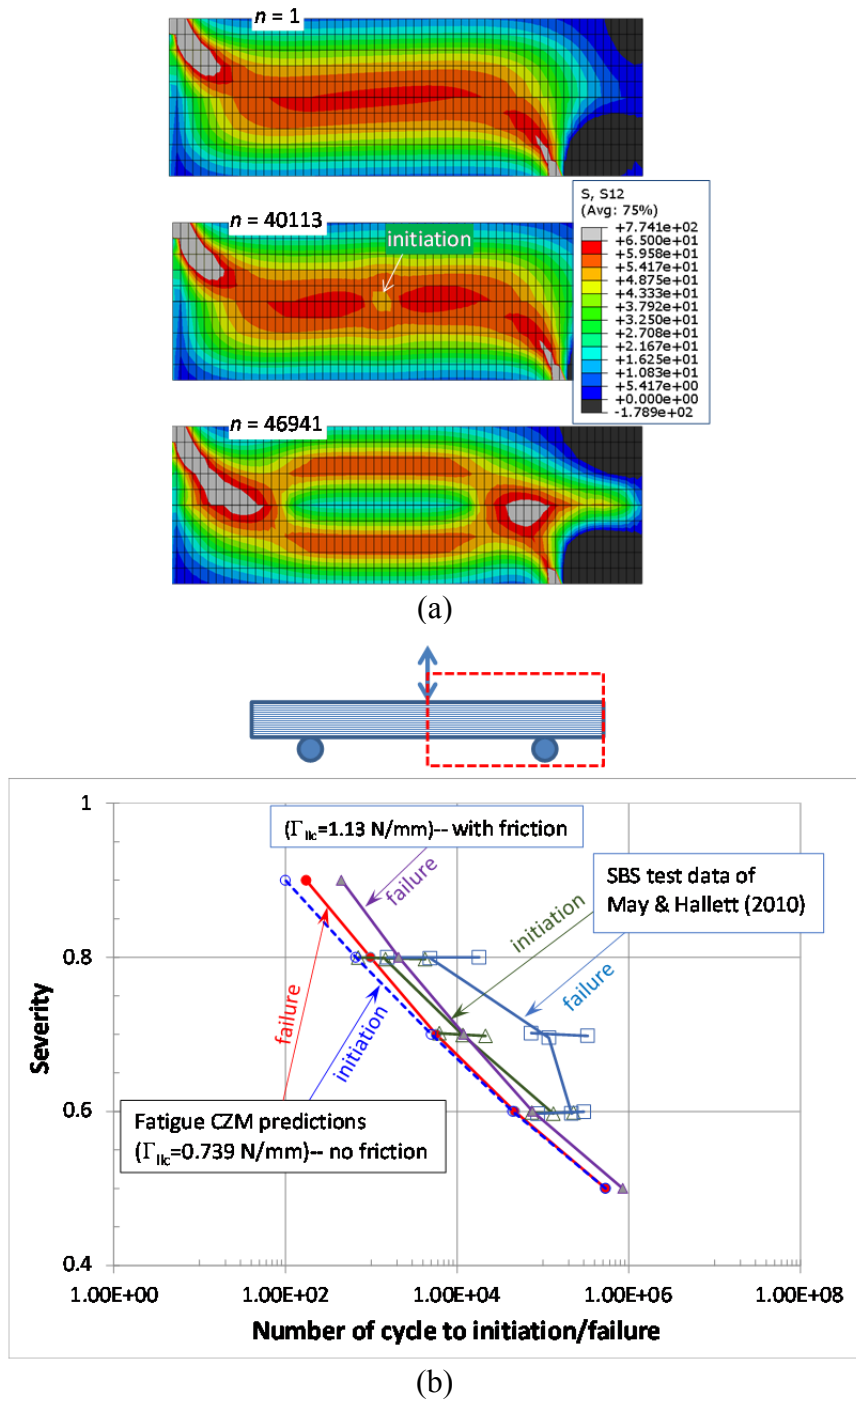 n = 1
n = 40113
initiation
S, S12
(Avg: 75%)
+7.741e+02
+6.500e+01
+5.958e+01
+5.417e+01
+4.875e+01
+4.333e+01
+3.792e+01
+3.250e+01
+2.708e+01
+2.167e+01
+1.625e+01
+1.083e+01
+5.417e+00
+0.000e+00
-1.789e+02
n = 46941
(a)
1
(ΓIIc=1.13 N/mm)-- with friction
failure
SBS test data of
May & Hallett (2010)
initiation
failure
0.8
Severity
failure
initiation
0.6
Fatigue CZM predictions
(ΓIIc=0.739 N/mm)-- no friction
0.4
1.00E+00 1.00E+02 1.00E+04 1.00E+06 1.00E+08
Number of cycle to initiation/failure
(b)